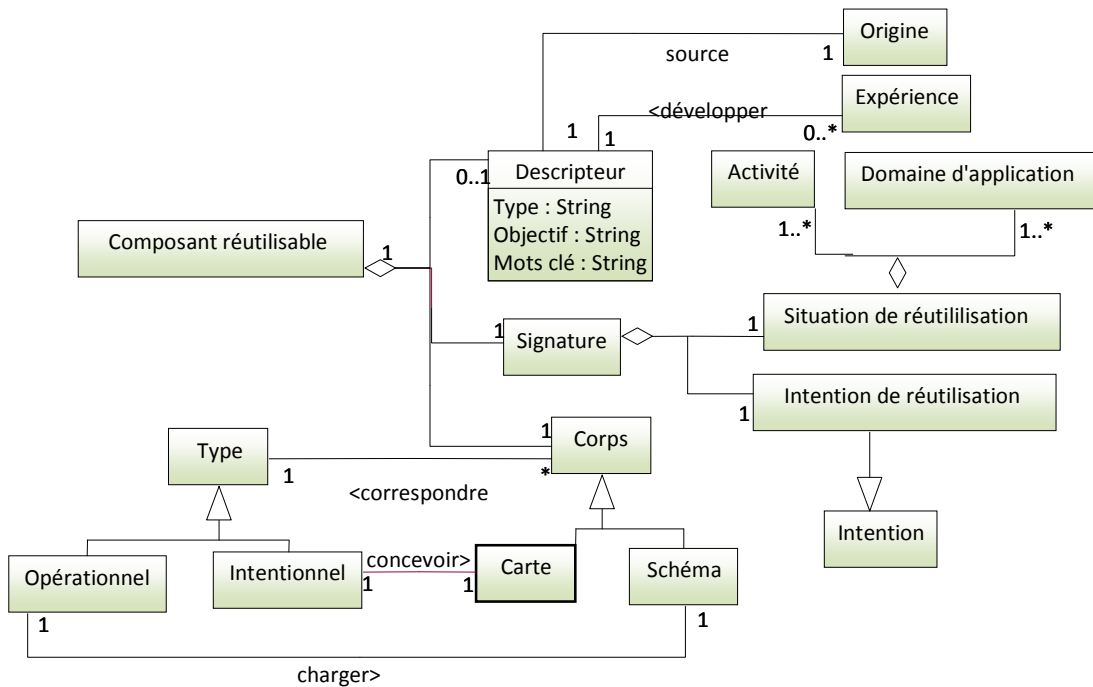 Origine
1
source
Expérience
<développer
0..*
1
1
Descripteur
0..1
Type : String
Objectif : String
Mots clé : String
Activité
Domaine d'application
1..*
1..*
Composant réutilisable
1
Situation de réutililisation
1
Signature
1
Intention de réutilisation
1
1
Corps
Type
1
*
<correspondre
Intention
Opérationnel
Intentionnel
concevoir>
Carte
Schéma
1
1
1
1
charger>